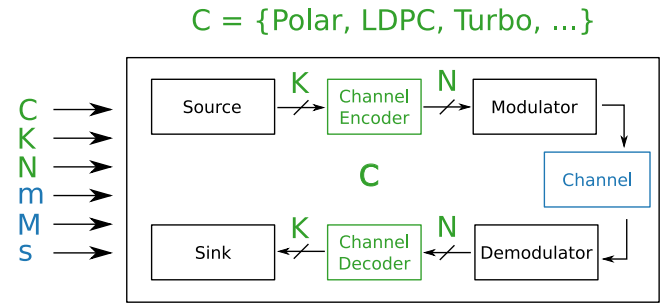 C = {Polar, LDPC, Turbo, ...}
C
K
N
m
M
s
Source
K
Channel
Encoder
N
Modulator
C
Channel
Sink
K
Channel
Decoder
N
Demodulator